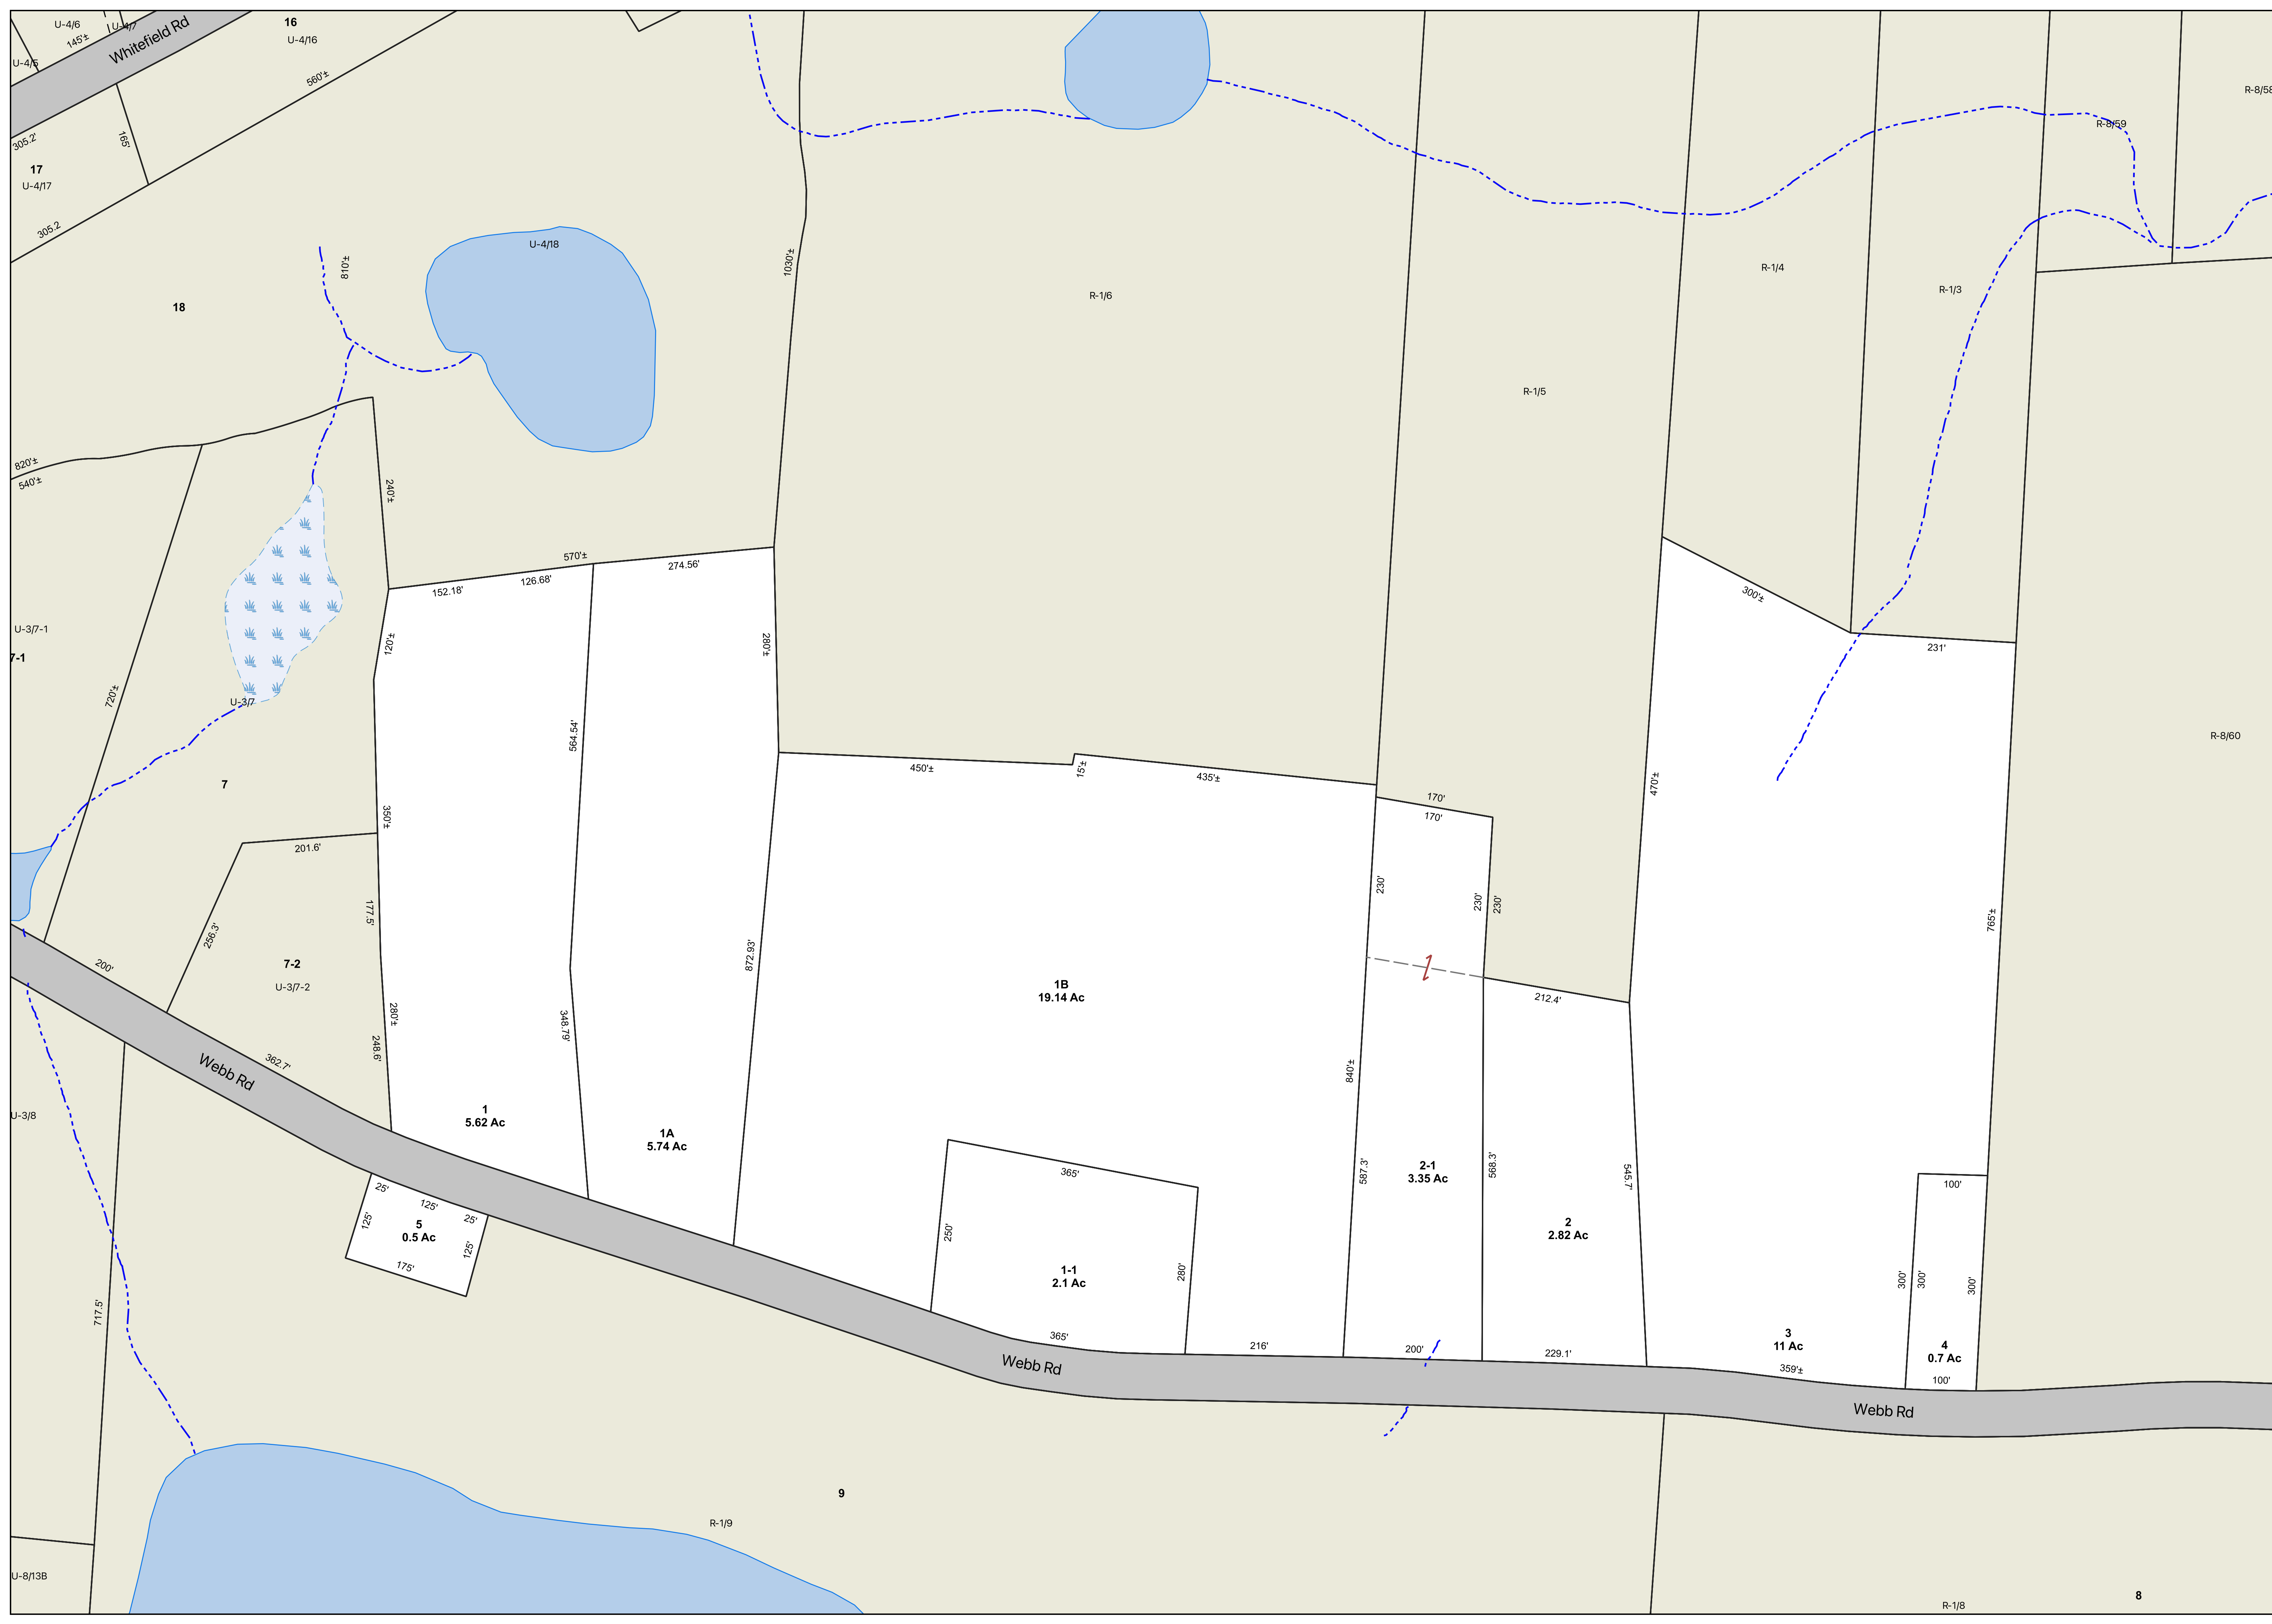 U-4/6
U-4/7
145'±
Whitefield Rd
16
U-4/16
U-4/5
560'±
305.2'
165'
17
U-4/17
305.2
R-8/58
R-8/59
U-4/18
810'±
1030'±
R-1/6
R-1/4
R-1/3
18
R-1/5
820'±
540'±
240'±
570'±
152.18'
126.68'
274.56'
300'±
231'
120'±
280'±
U-3/7-1
7-1
720'±
U-3/7
564.54'
R-8/60
7
450'±
15'±
435'±
470'±
170'
170'
350'±
201.6'
230'
230'
230'
177.5'
765'±
256.3'
872.93'
200'
7-2
U-3/7-2
1B
19.14 Ac
212.4'
280'±
348.79'
248.6'
362.7'
Webb Rd
840'±
U-3/8
1
5.62 Ac
1A
5.74 Ac
365'
587.3'
2-1
3.35 Ac
568.3'
545.7'
100'
25'
125'
25'
125'
5
0.5 Ac
125'
175'
250'
2
2.82 Ac
1-1
2.1 Ac
280'
300'
300'
300'
717.5'
365'
216'
200'
229.1'
3
11 Ac
359'±
4
0.7 Ac
100'
Webb Rd
Webb Rd
9
R-1/9
U-8/13B
8
R-1/8